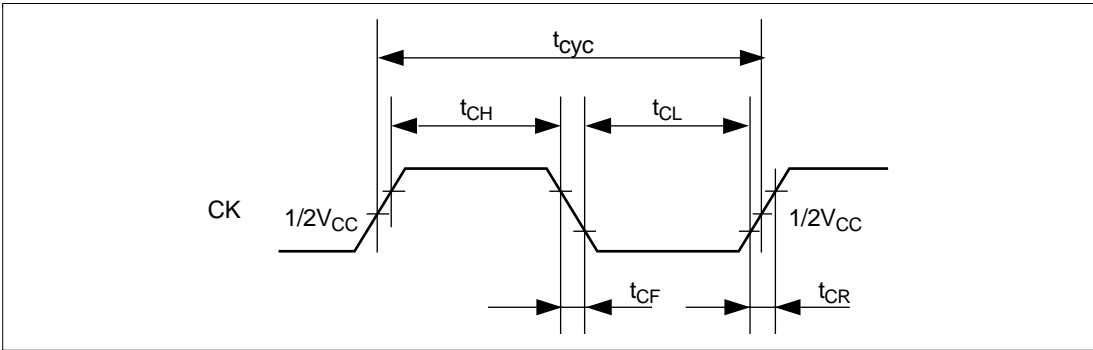 tcyc
tCH
tCL
CK
1/2VCC
1/2VCC
tCF
tCR